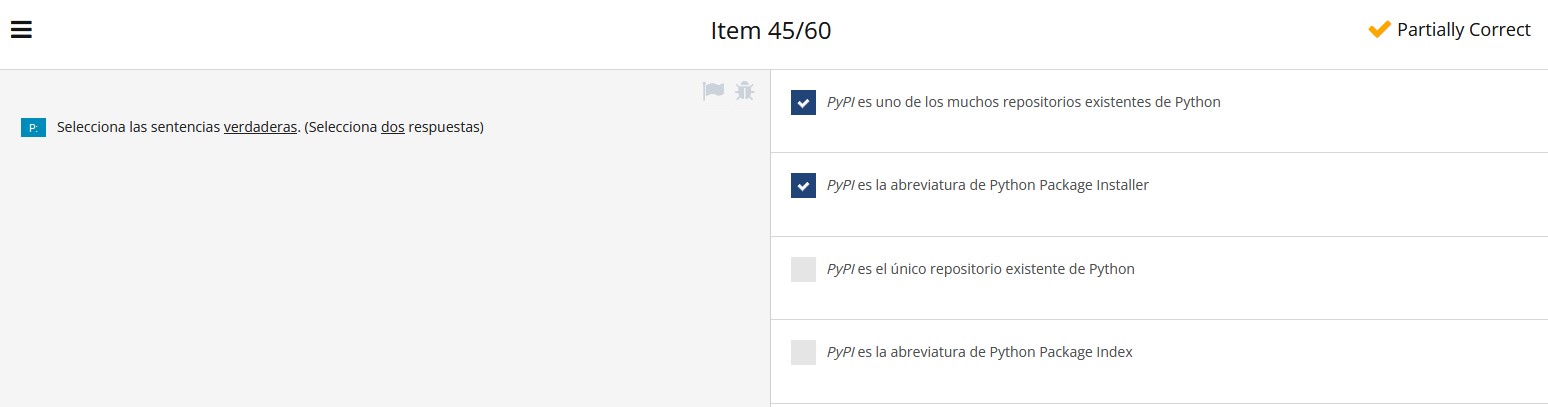 Item 45/60
Partially Correct
P: Selecciona las sentencias verdaderas. (Selecciona dos respuestas)
PyPI es uno de los muchos repositorios existentes de Python
PyPI es la abreviatura de Python Package Installer
PyPI es el único repositorio existente de Python
PyPI es la abreviatura de Python Package Index